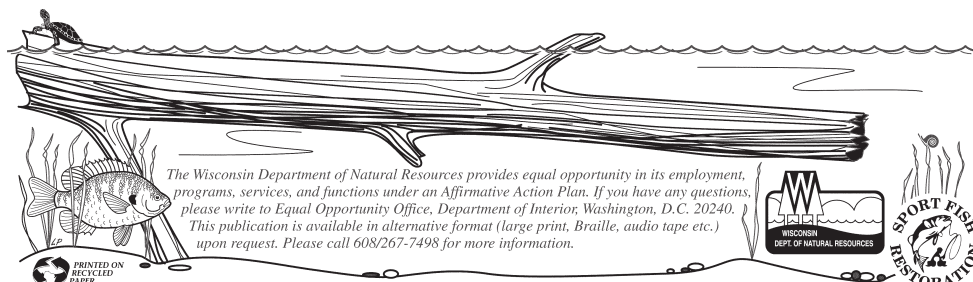 The Wisconsin Department of Natural Resources provides equal opportunity in its employment,
programs, services, and functions under an Affirmative Action Plan. If you have any questions,
please write to Equal Opportunity Office, Department of Interior, Washington, D.C. 20240.
This publication is available in alternative format (large print, Braille, audio tape etc.)
upon request. Please call 608/267-7498 for more information.
LP
PRINTED ON
RECYCLED
PAPER
WISCONSIN
DEPT. OF NATURAL RESOURCES
SPORT FISH
RESTORATION